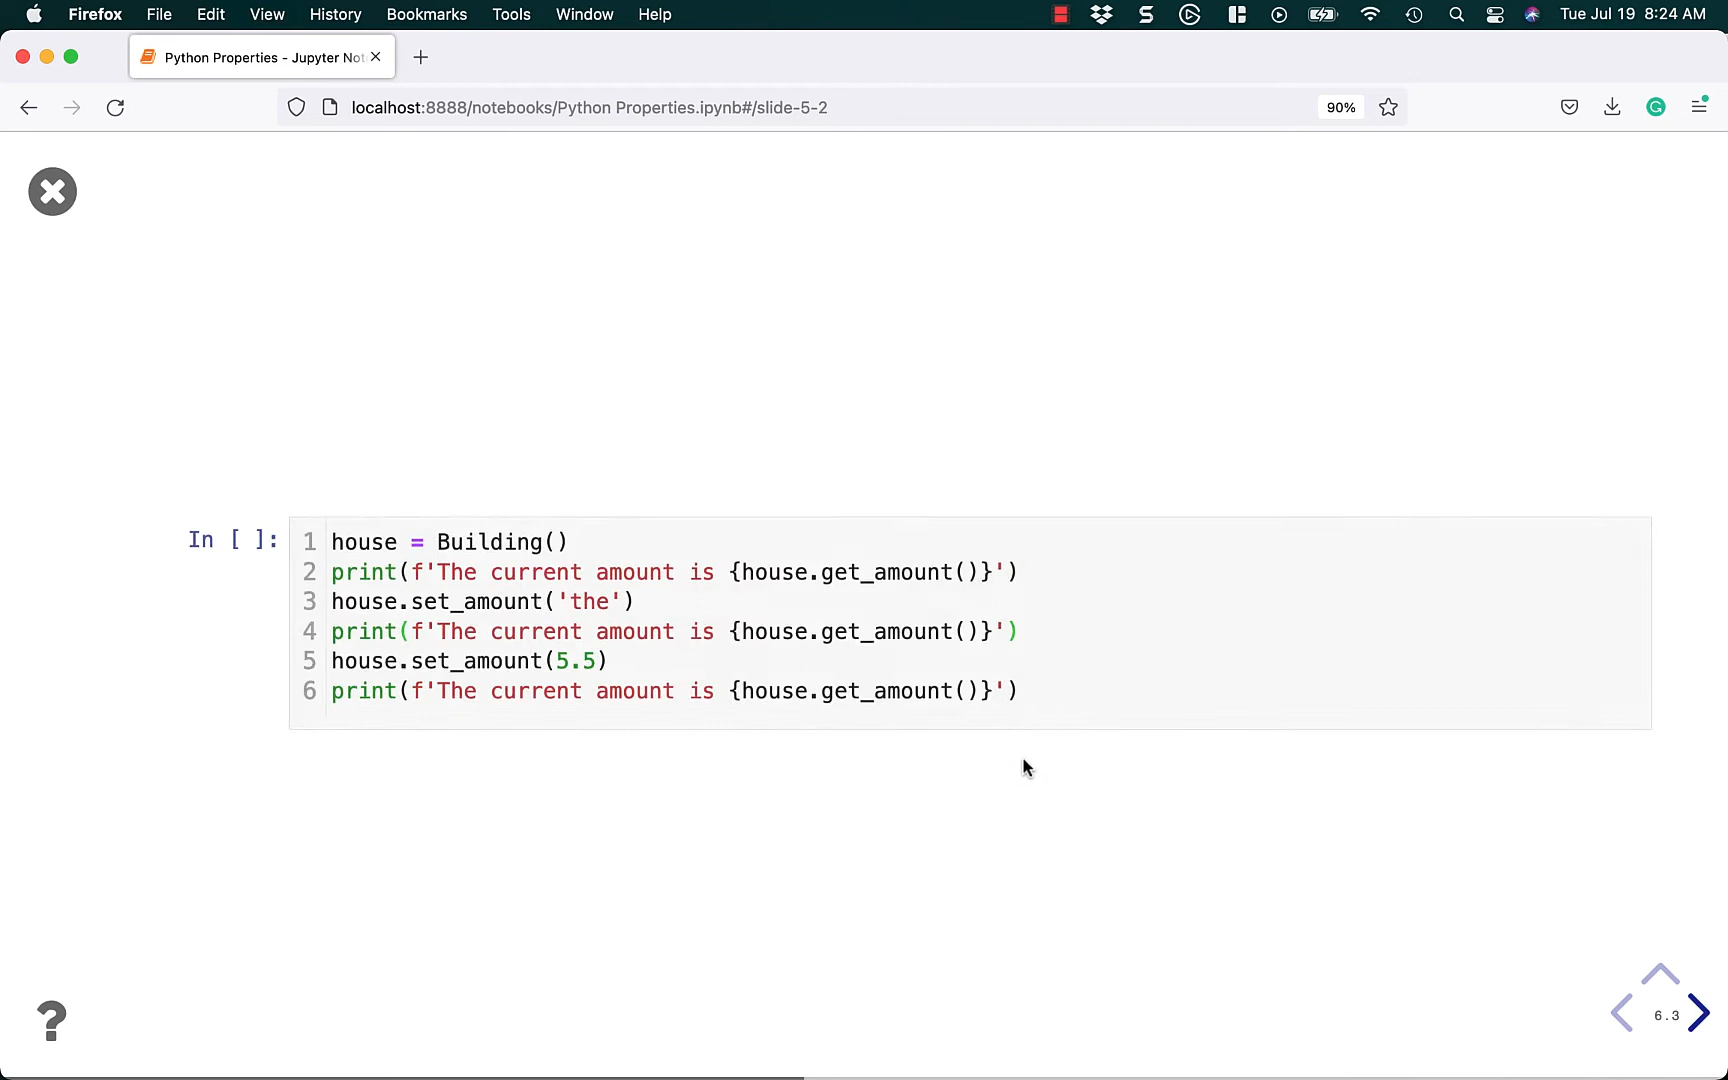 Firefox File Edit View History Bookmarks Tools Window Help Tue Jul 19 8:24 AM
Python Properties - Jupyter Not
localhost:8888/notebooks/Python Properties.ipynb#/slide-5-2 90%
In [ ]:
1 house = Building()
2 print(f'The current amount is {house.get_amount()}')
3 house.set_amount('the')
4 print(f'The current amount is {house.get_amount()}')
5 house.set_amount(5.5)
6 print(f'The current amount is {house.get_amount()}')
6.3